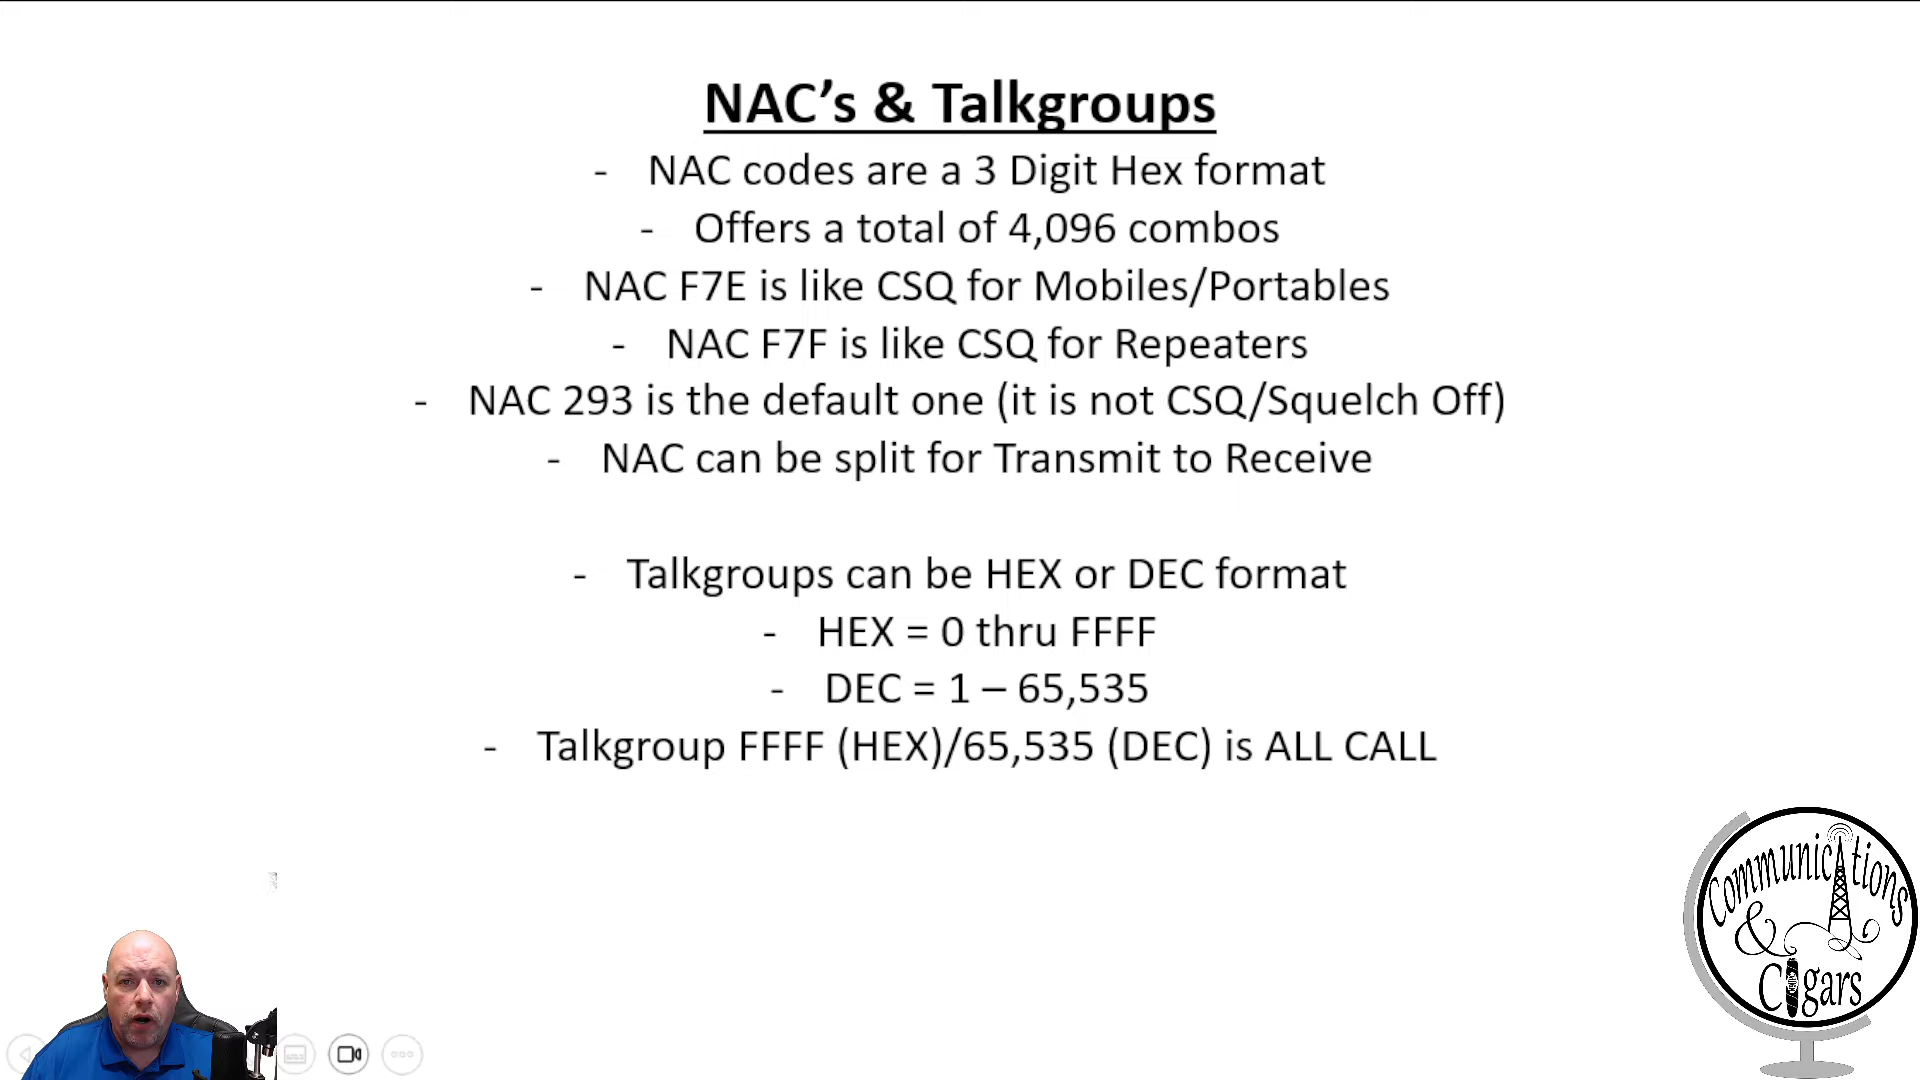 NAC’s & Talkgroups
- NAC codes are a 3 Digit Hex format
- Offers a total of 4,096 combos
- NAC F7E is like CSQ for Mobiles/Portables
- NAC F7F is like CSQ for Repeaters
- NAC 293 is the default one (it is not CSQ/Squelch Off)
- NAC can be split for Transmit to Receive
- Talkgroups can be HEX or DEC format
- HEX = 0 thru FFFF
- DEC = 1 – 65,535
- Talkgroup FFFF (HEX)/65,535 (DEC) is ALL CALL
Communications
&
Cigars